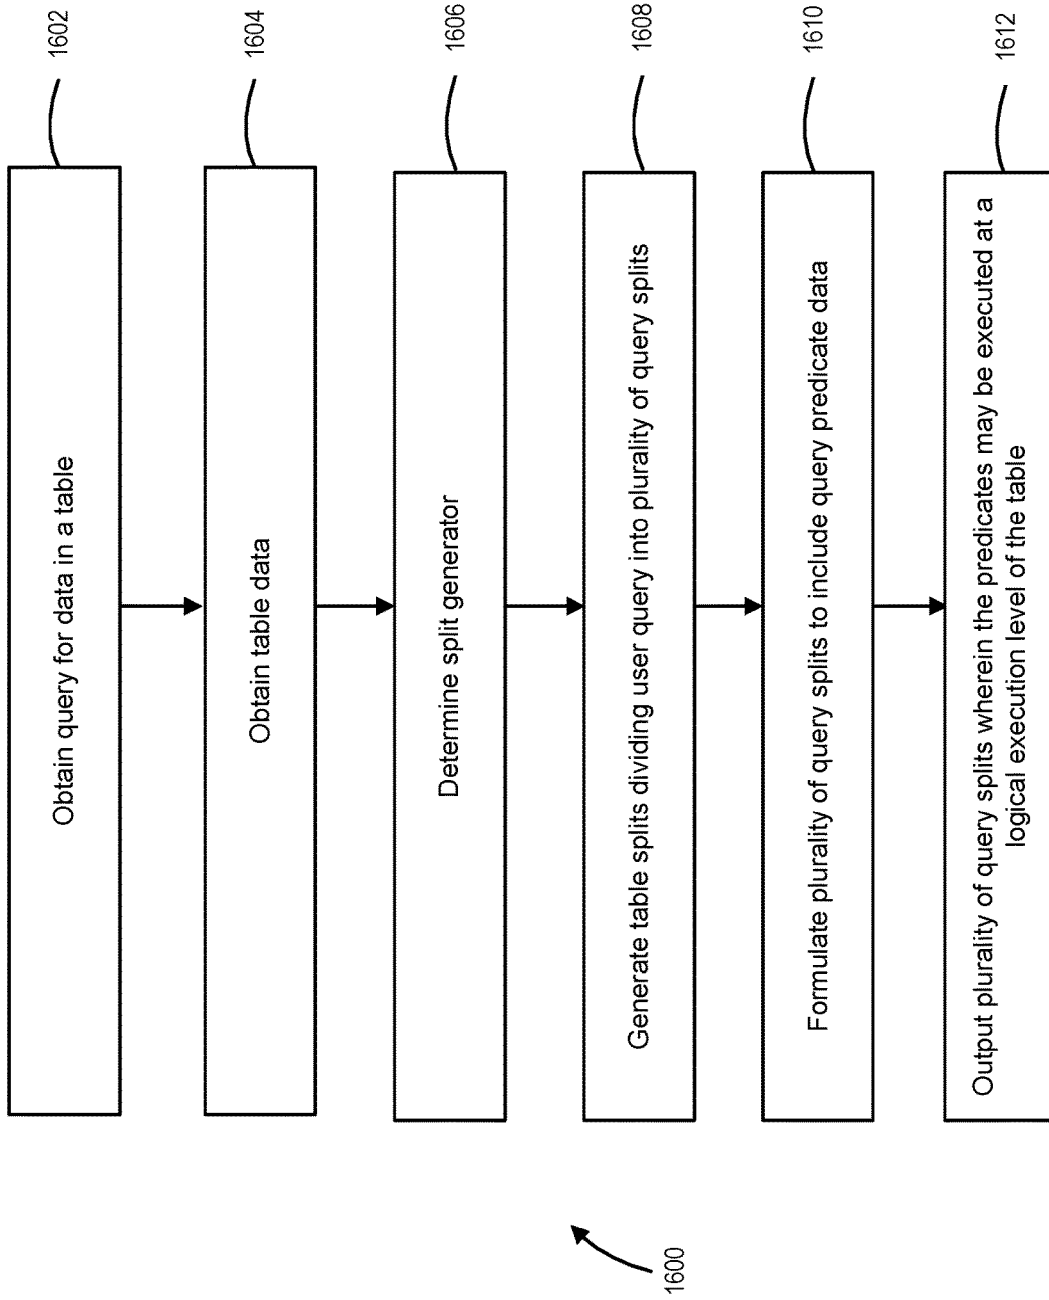 1602
Obtain query for data in a table
1604
Obtain table data
1606
Determine split generator
1608
Generate table splits dividing user query into plurality of query splits
1610
Formulate plurality of query splits to include query predicate data
1612
Output plurality of query splits wherein the predicates may be executed at a
logical execution level of the table
1600